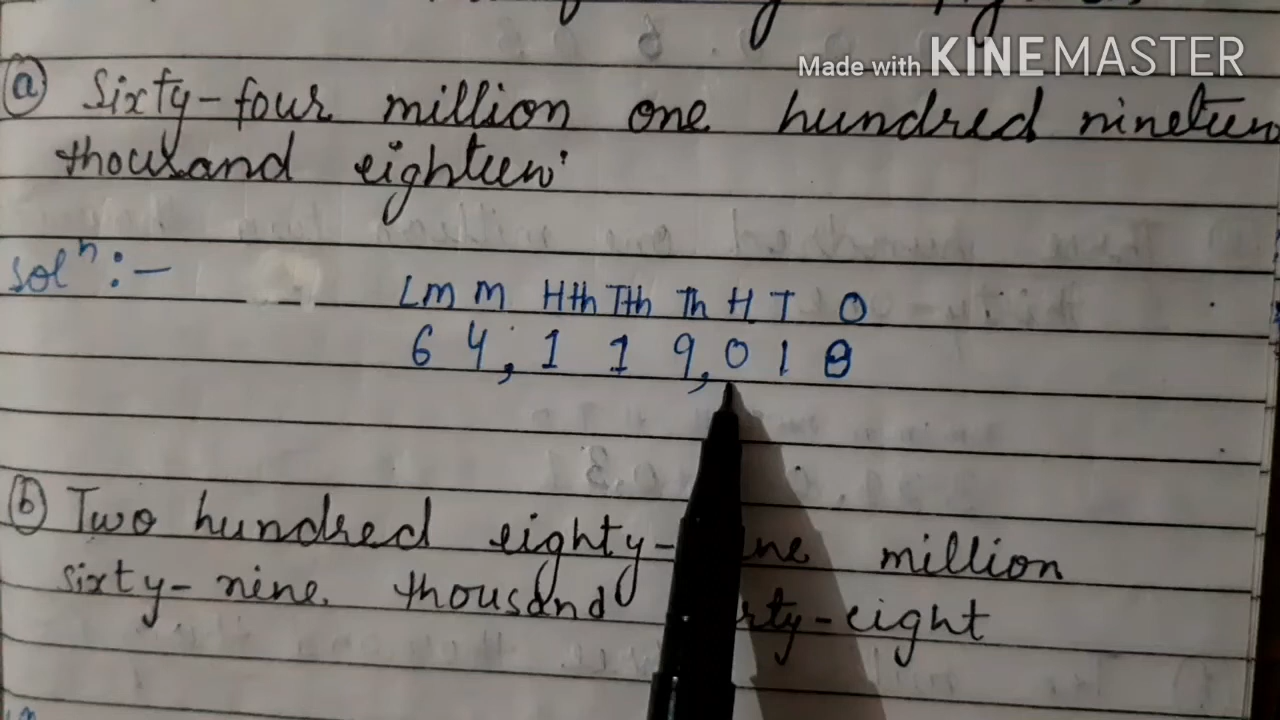 Made with KINEMASTER
(a) Sixty-four million one hundred nineteen
thousand eighteen.
Solⁿ :-
Lm m Hth Tth Th H T O
6 4, 1 1 9, 0 1 8
(b) Two hundred eighty- million
sixty-nine thousand -eight